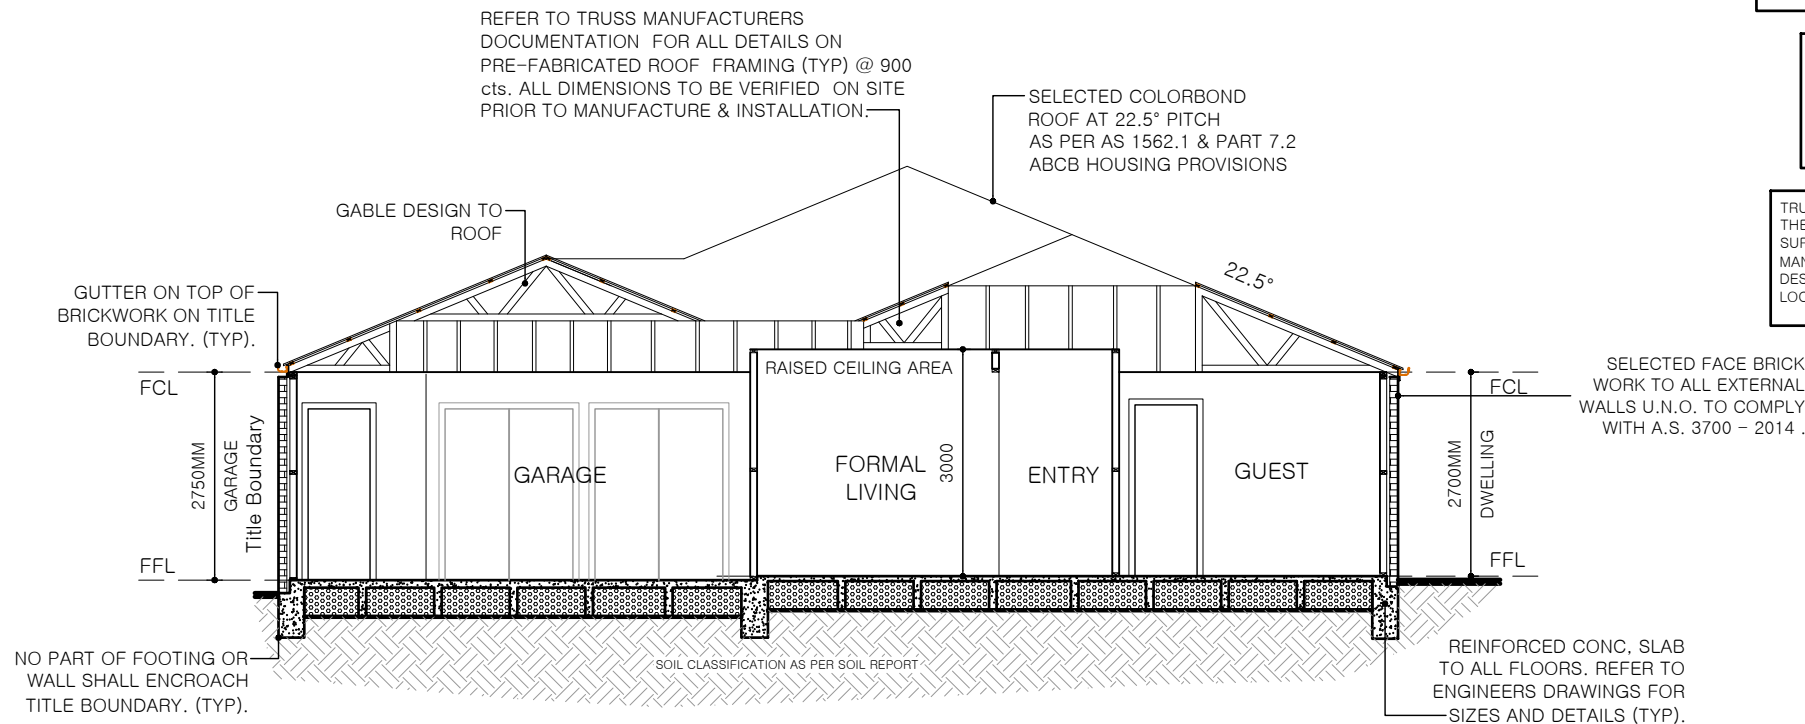 REFER TO TRUSS MANUFACTURERS
DOCUMENTATION FOR ALL DETAILS ON
PRE-FABRICATED ROOF FRAMING (TYP) @ 900
cts. ALL DIMENSIONS TO BE VERIFIED ON SITE
PRIOR TO MANUFACTURE & INSTALLATION.
SELECTED COLORBOND
ROOF AT 22.5° PITCH
AS PER AS 1562.1 & PART 7.2
ABCB HOUSING PROVISIONS
GABLE DESIGN TO
ROOF
22.5°
GUTTER ON TOP OF
BRICKWORK ON TITLE
BOUNDARY. (TYP).
TRU
THE
SUF
MAN
DES
LOC
SELECTED FACE BRICK
WORK TO ALL EXTERNAL
WALLS U.N.O. TO COMPLY
WITH A.S. 3700 - 2014 .
FCL
FCL
RAISED CEILING AREA
2750MM
GARAGE
Title Boundary
GARAGE
FORMAL
LIVING
3000
ENTRY
GUEST
2700MM
DWELLING
FFL
FFL
NO PART OF FOOTING OR
WALL SHALL ENCROACH
TITLE BOUNDARY. (TYP).
SOIL CLASSIFICATION AS PER SOIL REPORT
REINFORCED CONC, SLAB
TO ALL FLOORS. REFER TO
ENGINEERS DRAWINGS FOR
SIZES AND DETAILS (TYP).